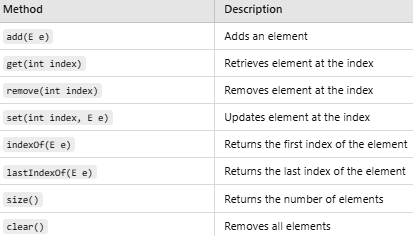 Method Description
add(E e) Adds an element
get(int index) Retrieves element at the index
remove(int index) Removes element at the index
set(int index, E e) Updates element at the index
indexOf(E e) Returns the first index of the element
lastIndexOf(E e) Returns the last index of the element
size() Returns the number of elements
clear() Removes all elements